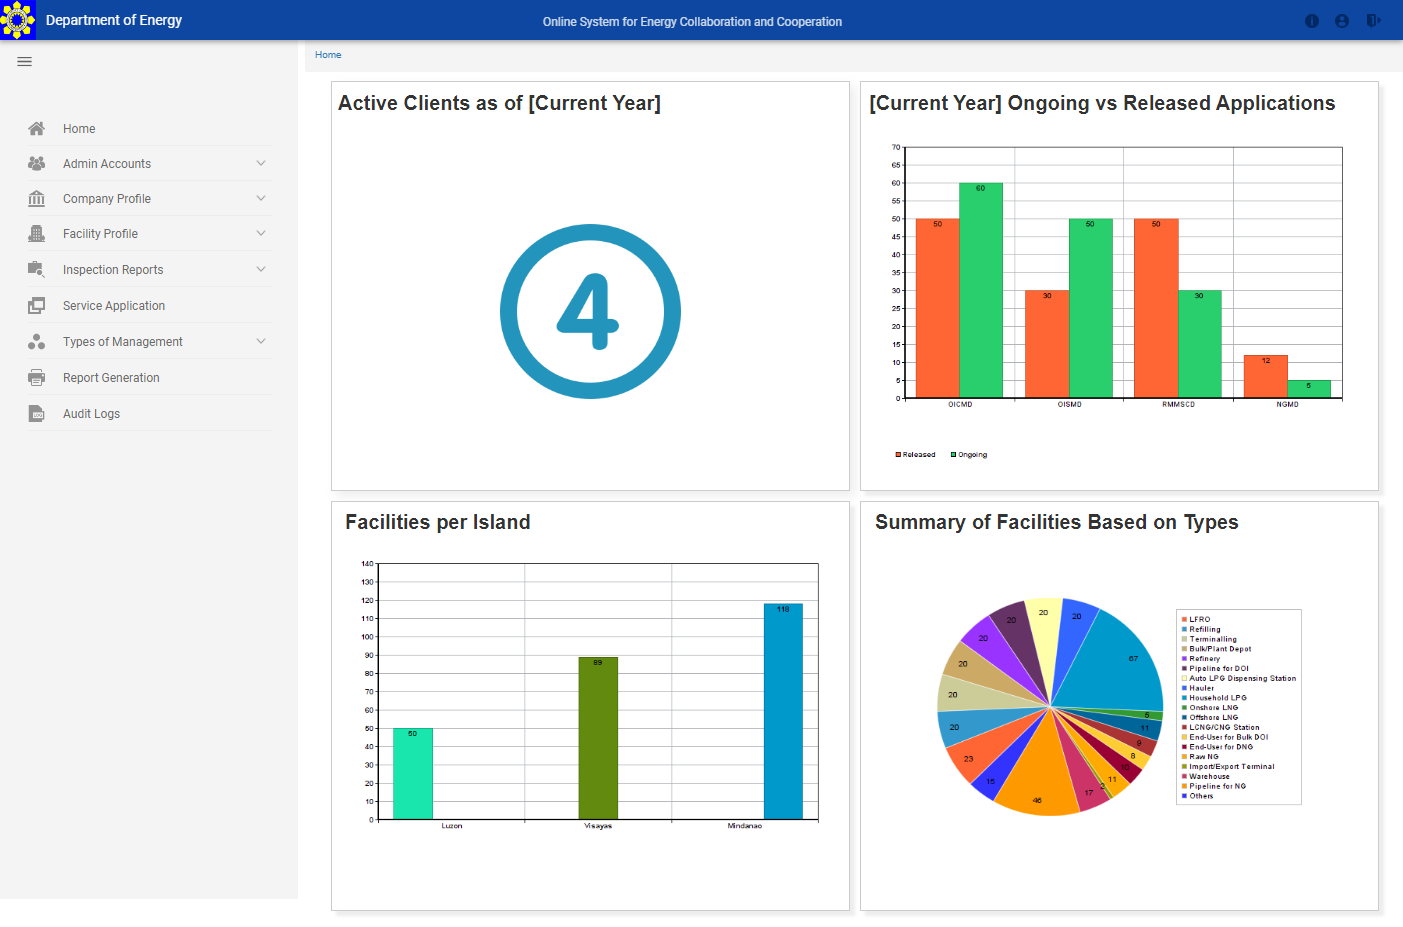 Department of Energy
Online System for Energy Collaboration and Cooperation
Home
Home
Admin Accounts
Company Profile
Facility Profile
Inspection Reports
Service Application
Types of Management
Report Generation
Audit Logs
Active Clients as of [Current Year]
4
[Current Year] Ongoing vs Released Applications
70
65
60
55
50
45
40
35
30
25
20
15
10
5
0
50
60
30
50
50
30
12
5
OICMD
OISMD
RMMSCD
NGMD
Released
Ongoing
Facilities per Island
140
130
120
110
100
90
80
70
60
50
40
30
20
10
0
50
89
118
Luzon
Visayas
Mindanao
Summary of Facilities Based on Types
20
20
67
5
11
9
8
10
11
2
17
46
15
23
20
20
20
20
20
LFRO
Refilling
Terminalling
Bulk/Plant Depot
Refinery
Pipeline for DOI
Auto LPG Dispensing Station
Hauler
Household LPG
Onshore LNG
Offshore LNG
LCNG/CNG Station
End-User for Bulk DOI
End-User for DNG
Raw NG
Import/Export Terminal
Warehouse
Pipeline for NG
Others